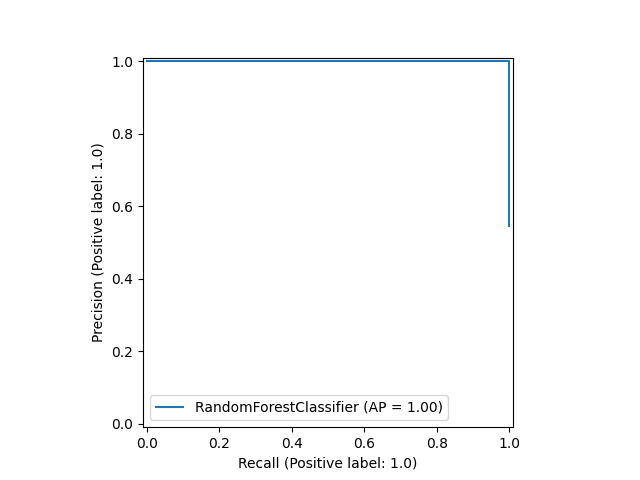 1.0
0.8
0.6
0.4
0.2
0.0
Precision (Positive label: 1.0)
RandomForestClassifier (AP = 1.00)
0.0 0.2 0.4 0.6 0.8 1.0
Recall (Positive label: 1.0)